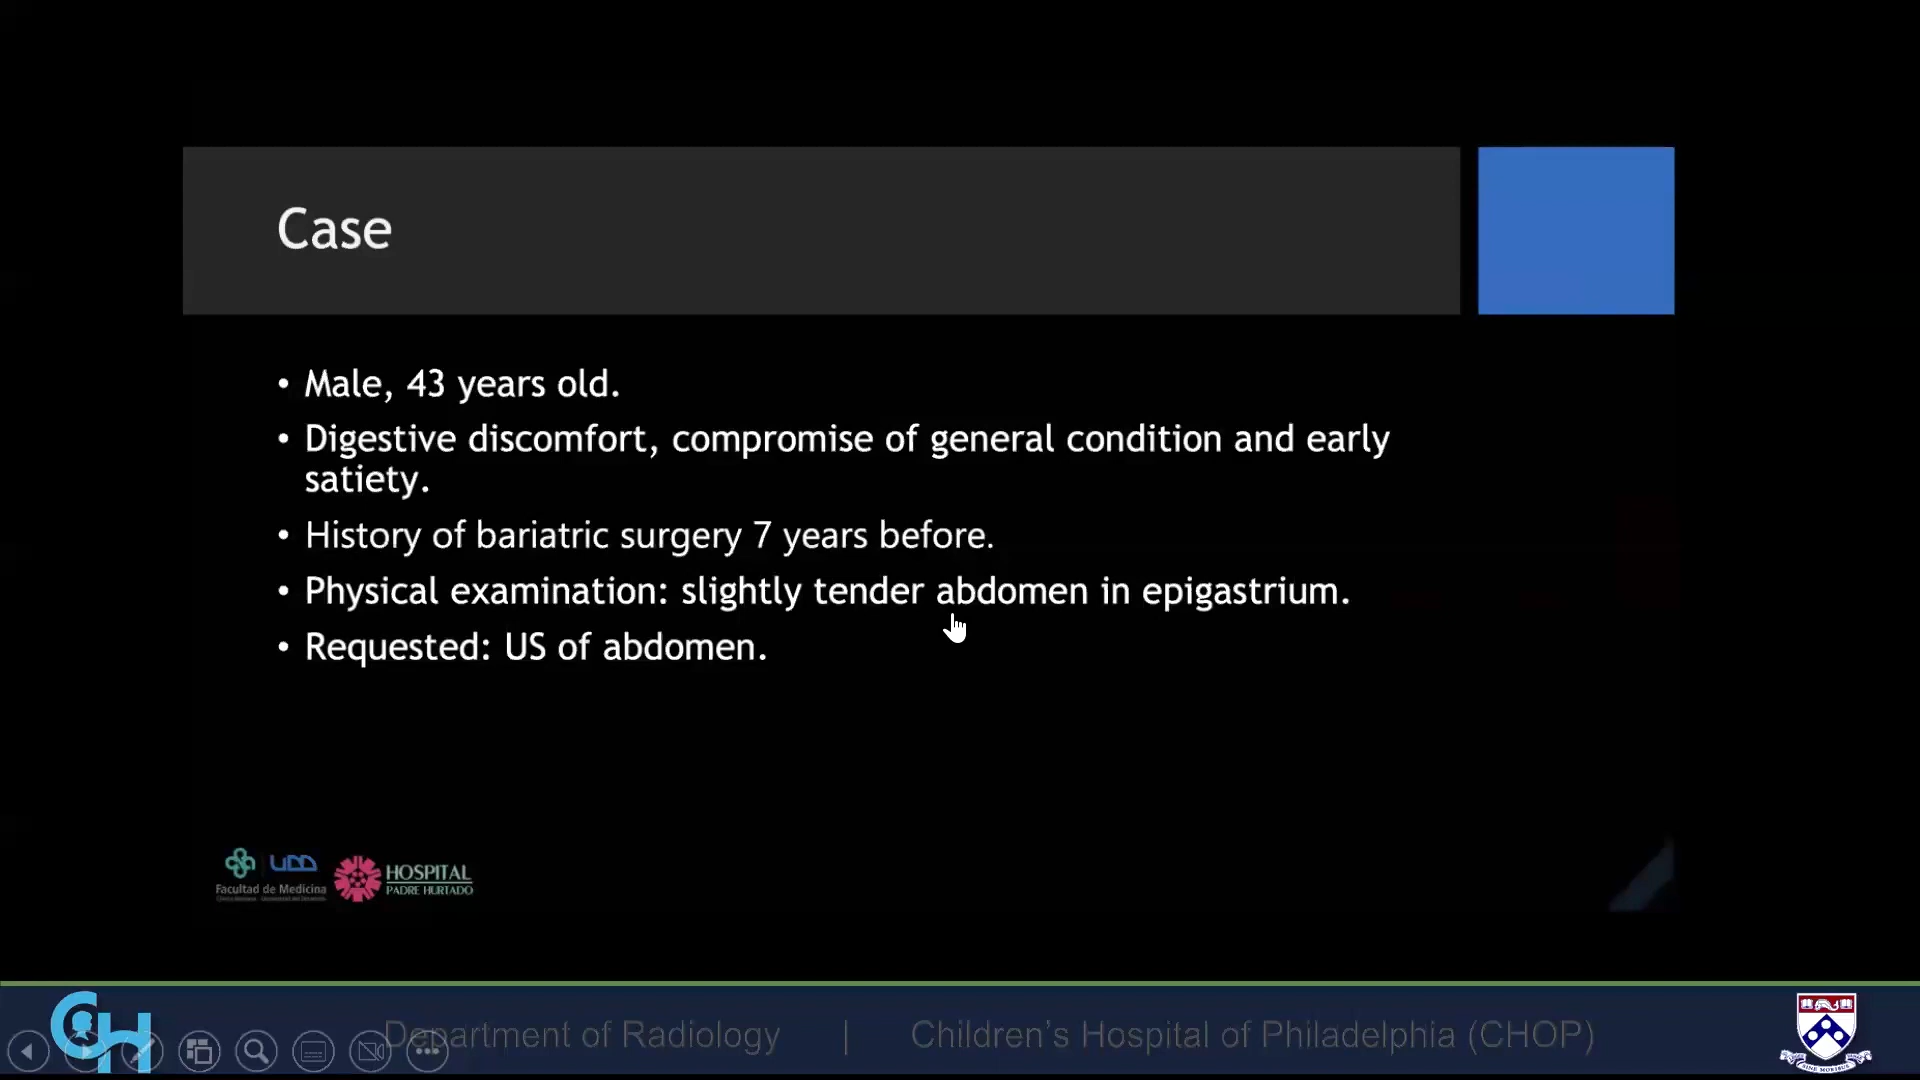 Case
• Male, 43 years old.
• Digestive discomfort, compromise of general condition and early
satiety.
• History of bariatric surgery 7 years before.
• Physical examination: slightly tender abdomen in epigastrium.
• Requested: US of abdomen.
UDD
Facultad de Medicina
HOSPITAL
PADRE HURTADO
CH
Department of Radiology | Children's Hospital of Philadelphia (CHOP)